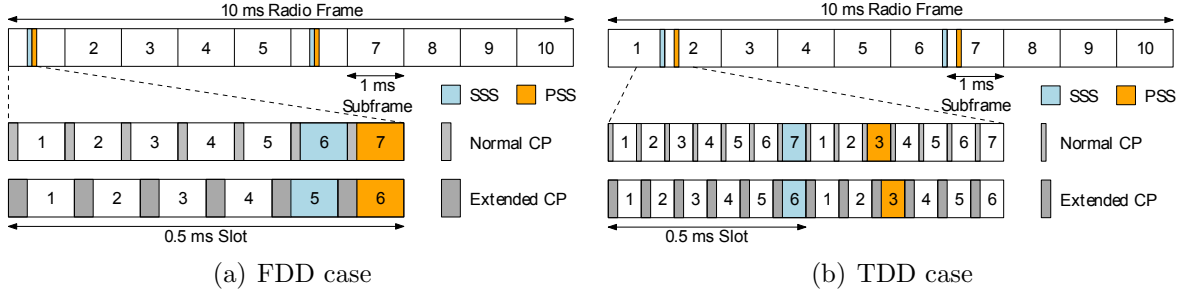 10 ms Radio Frame
2 3 4 5 7 8 9 10
1 ms
Subframe
SSS PSS
1 2 3 4 5 6 7
Normal CP
1 2 3 4 5 6
Extended CP
0.5 ms Slot
(a) FDD case
10 ms Radio Frame
1 2 3 4 5 6 7 8 9 10
1 ms
Subframe
SSS PSS
1 2 3 4 5 6 7 1 2 3 4 5 6 7
Normal CP
1 2 3 4 5 6 1 2 3 4 5 6
Extended CP
0.5 ms Slot
(b) TDD case